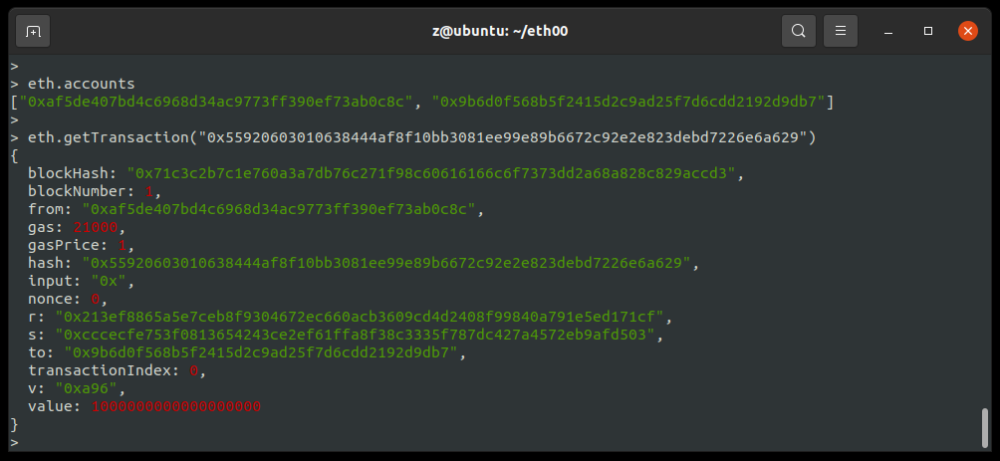 z@ubuntu: ~/eth00
>
> eth.accounts
["0xaf5de407bd4c6968d34ac9773ff390ef73ab0c8c", "0x9b6d0f568b5f2415d2c9ad25f7d6cdd2192d9db7"]
>
> eth.getTransaction("0x55920603010638444af8f10bb3081ee99e89b6672c92e2e823debd7226e6a629")
{
  blockHash: "0x71c3c2b7c1e760a3a7db76c271f98c60616166c6f7373dd2a68a828c829accd3",
  blockNumber: 1,
  from: "0xaf5de407bd4c6968d34ac9773ff390ef73ab0c8c",
  gas: 21000,
  gasPrice: 1,
  hash: "0x55920603010638444af8f10bb3081ee99e89b6672c92e2e823debd7226e6a629",
  input: "0x",
  nonce: 0,
  r: "0x213ef8865a5e7ceb8f9304672ec660acb3609cd4d2408f99840a791e5ed171cf",
  s: "0xcccecfe753f0813654243ce2ef61ffa8f38c3335f787dc427a4572eb9afd503",
  to: "0x9b6d0f568b5f2415d2c9ad25f7d6cdd2192d9db7",
  transactionIndex: 0,
  v: "0xa96",
  value: 1000000000000000000
}
>